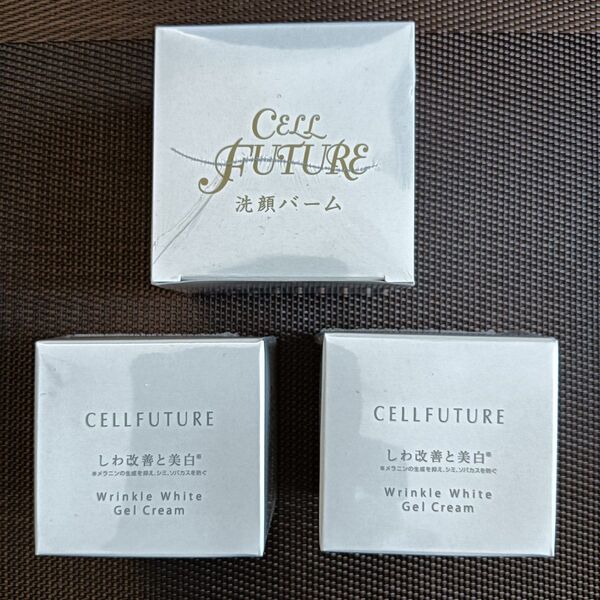 CELL
FUTURE
洗顔バーム
CELLFUTURE
しわ改善と美白※
※メラニンの生成を抑え、シミ、ソバカスを防ぐ
Wrinkle White
Gel Cream
CELLFUTURE
しわ改善と美白※
※メラニンの生成を抑え、シミ、ソバカスを防ぐ
Wrinkle White
Gel Cream